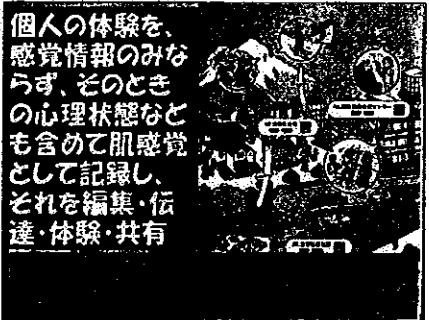 個人の体験を、
感覚情報のみな
らず、そのとき
の心理状態など
も含めて肌感覚
として記録し、
それを編集・伝
達・体験・共有